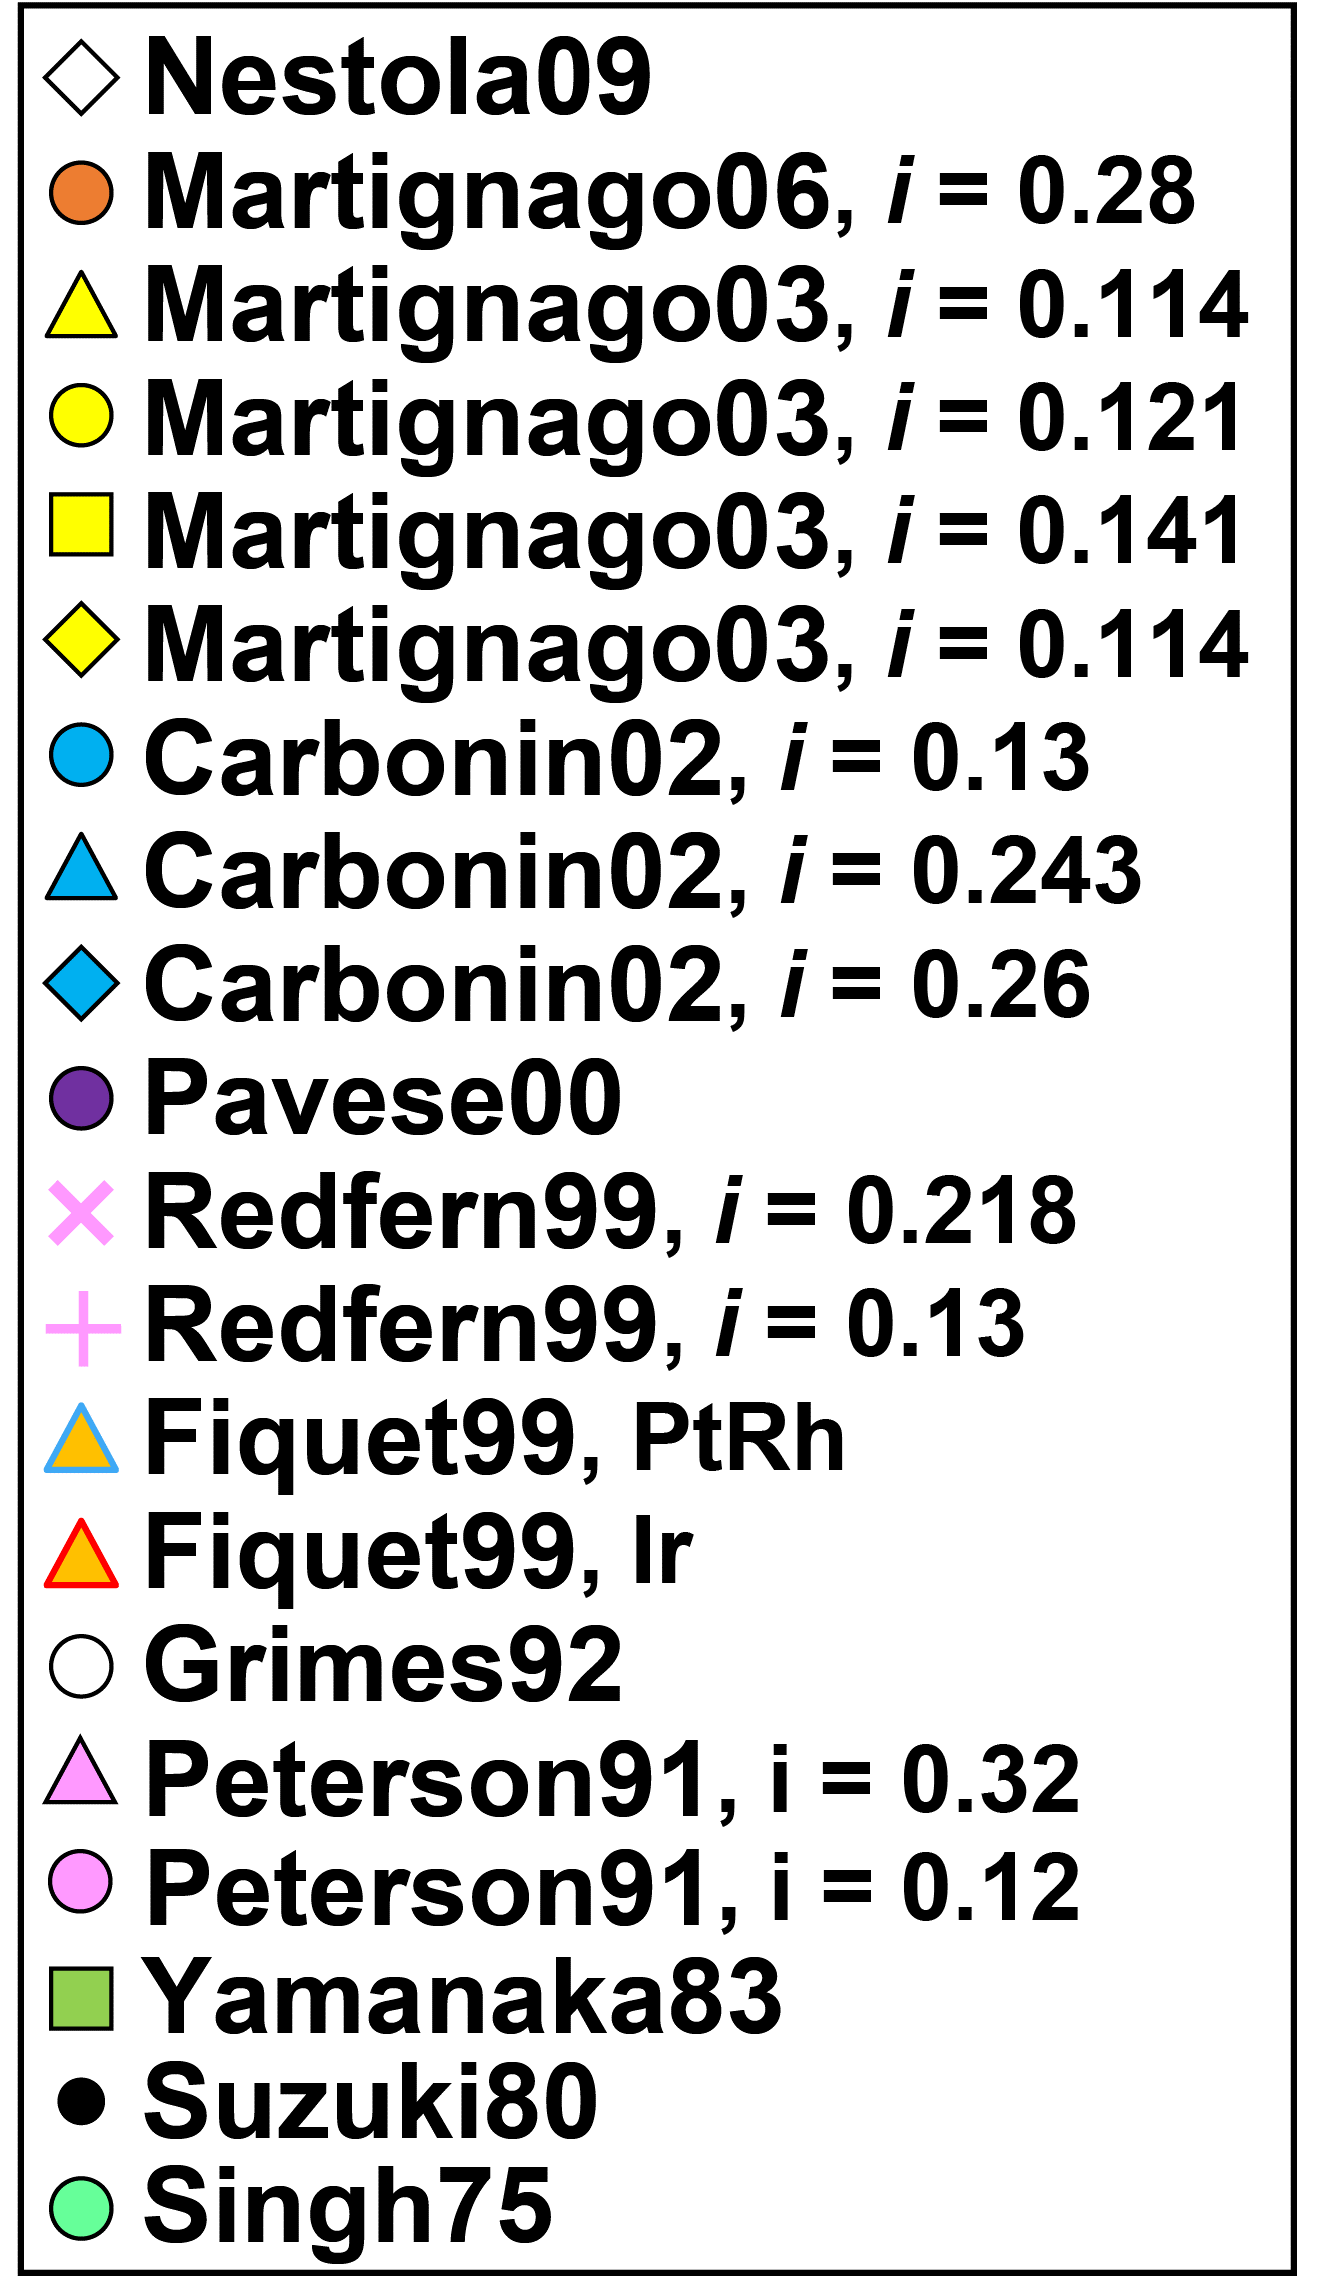 Nestola09
Martignago06, i = 0.28
Martignago03, i = 0.114
Martignago03, i = 0.121
Martignago03, i = 0.141
Martignago03, i = 0.114
Carbonin02, i = 0.13
Carbonin02, i = 0.243
Carbonin02, i = 0.26
Pavese00
Redfern99, i = 0.218
Redfern99, i = 0.13
Fiquet99, PtRh
Fiquet99, Ir
Grimes92
Peterson91, i = 0.32
Peterson91, i = 0.12
Yamanaka83
Suzuki80
Singh75